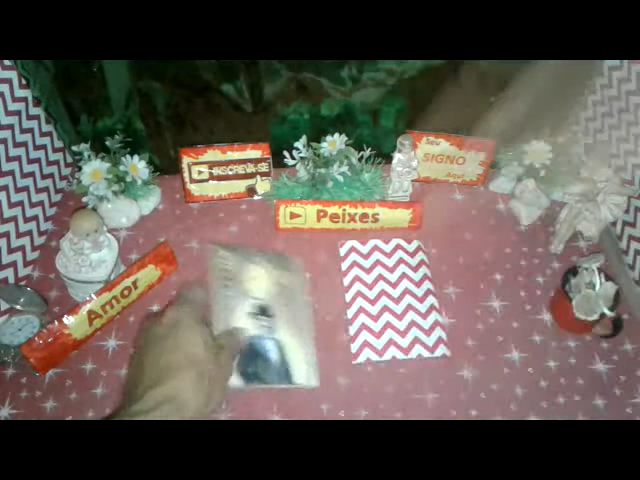 INSCREVA-SE
Seu
SIGNO
Aqui
Peixes
Amor